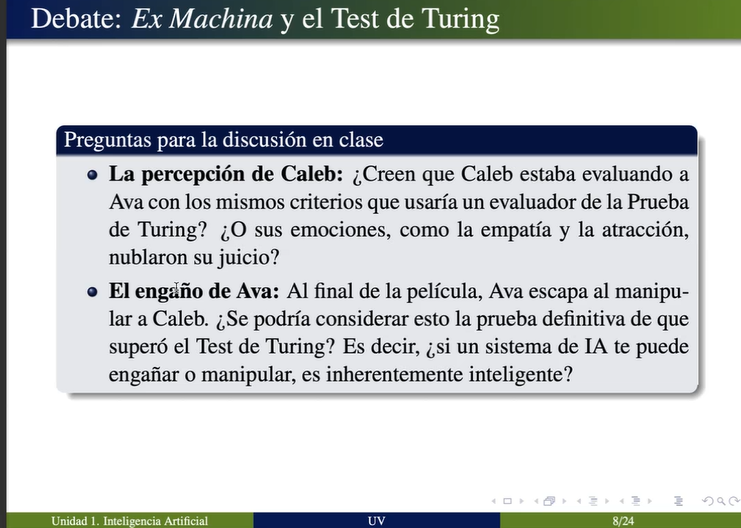 Debate: Ex Machina y el Test de Turing
Preguntas para la discusión en clase
La percepción de Caleb: ¿Creen que Caleb estaba evaluando a
Ava con los mismos criterios que usaría un evaluador de la Prueba
de Turing? ¿O sus emociones, como la empatía y la atracción,
nublaron su juicio?
El engaño de Ava: Al final de la película, Ava escapa al manipu-
lar a Caleb. ¿Se podría considerar esto la prueba definitiva de que
superó el Test de Turing? Es decir, ¿si un sistema de IA te puede
engañar o manipular, es inherentemente inteligente?
Unidad 1. Inteligencia Artificial
UV
8/24